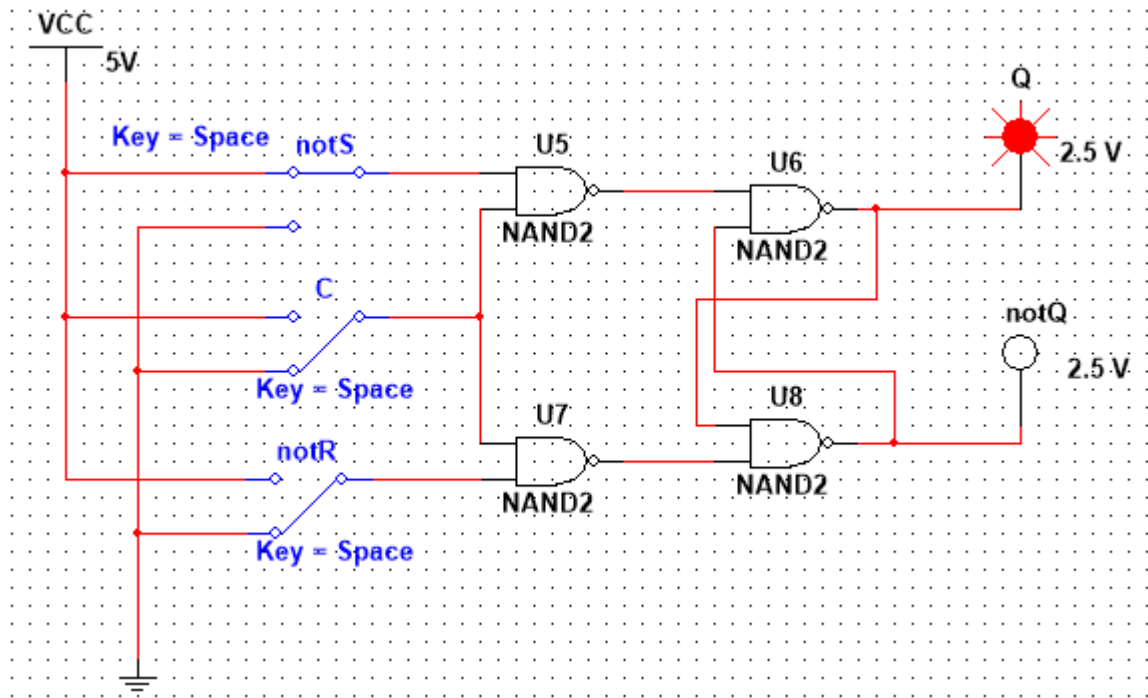 VCC
5V
Key = Space
notS
U5
NAND2
U6
NAND2
Q
2.5 V
C
Key = Space
notQ
2.5 V
notR
Key = Space
U7
NAND2
U8
NAND2